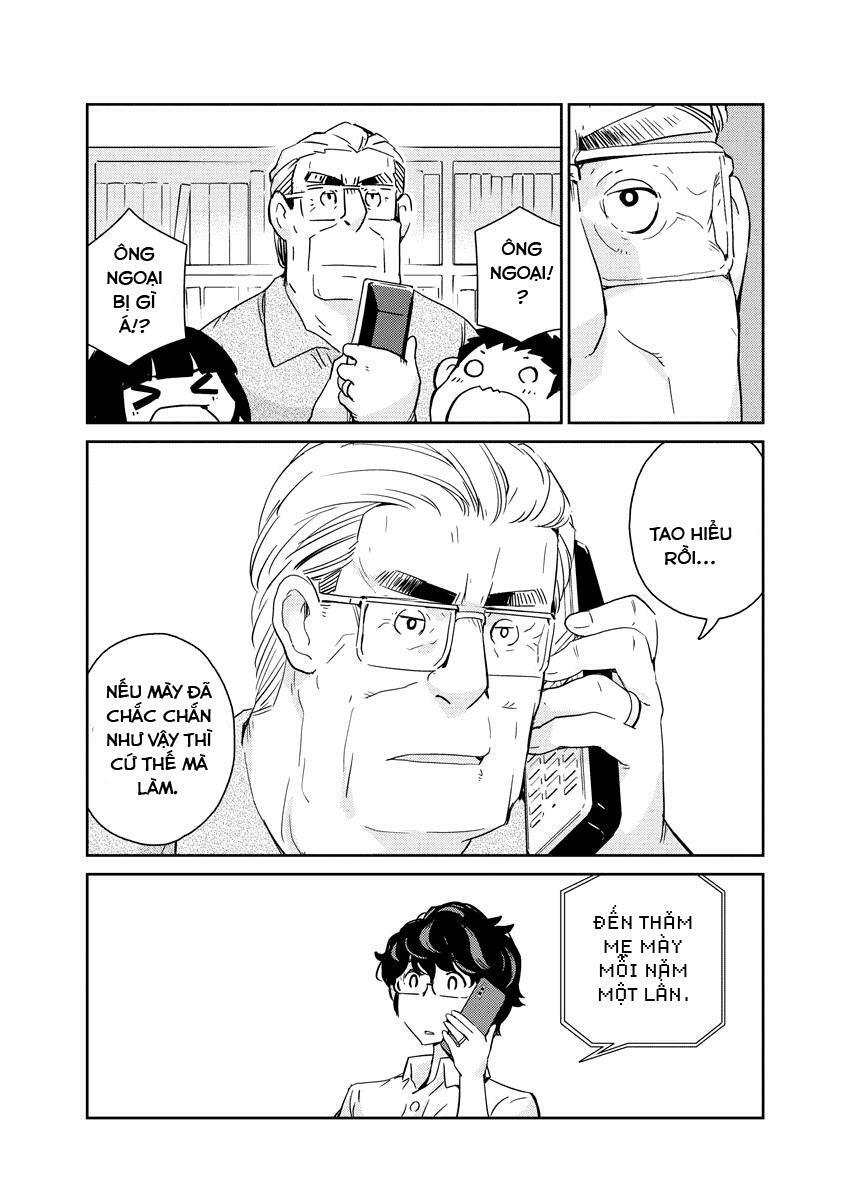 ÔNG
NGOẠI!
?
ÔNG
NGOẠI
BỊ GÌ
Á!?
TAO HIỂU
RỒI...
NẾU MÀY ĐÃ
CHẮC CHẮN
NHƯ VẬY THÌ
CỨ THẾ MÀ
LÀM.
ĐẾN THĂM
MẸ MÀY
MỖI NĂM
MỘT LẦN.